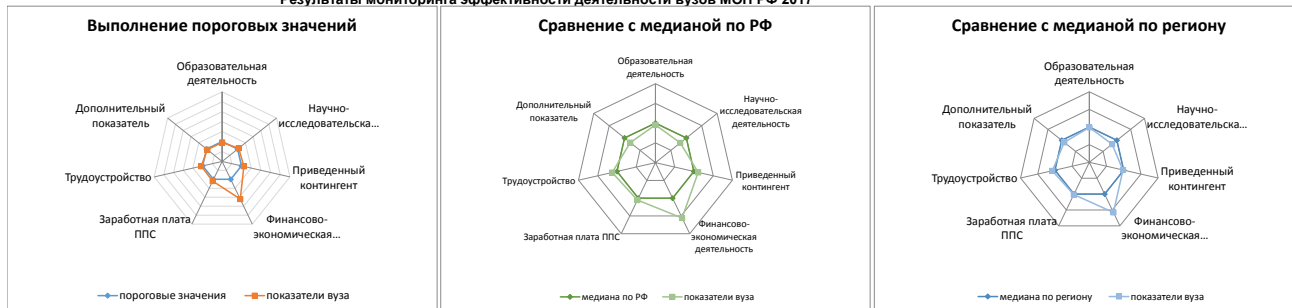 Результаты мониторинга эффективности деятельности вузов МОН РФ 2017
Выполнение пороговых значений
Образовательная
деятельность
Научно-
исследовательска...
Приведенный
контингент
Финансово-
экономическая...
Заработная плата
ППС
Трудоустройство
Дополнительный
показатель
пороговые значения
показатели вуза
Сравнение с медианой по РФ
Образовательная
деятельность
Научно-
исследовательская
деятельность
Приведенный
контингент
Финансово-
экономическая
деятельность
Заработная плата ППС
Трудоустройство
Дополнительный
показатель
медиана по РФ
показатели вуза
Сравнение с медианой по региону
Образовательная
деятельность
Научно-
исследовательска...
Приведенный
контингент
Финансово-
экономическая...
Заработная плата
ППС
Трудоустройство
Дополнительный
показатель
медиана по региону
показатели вуза